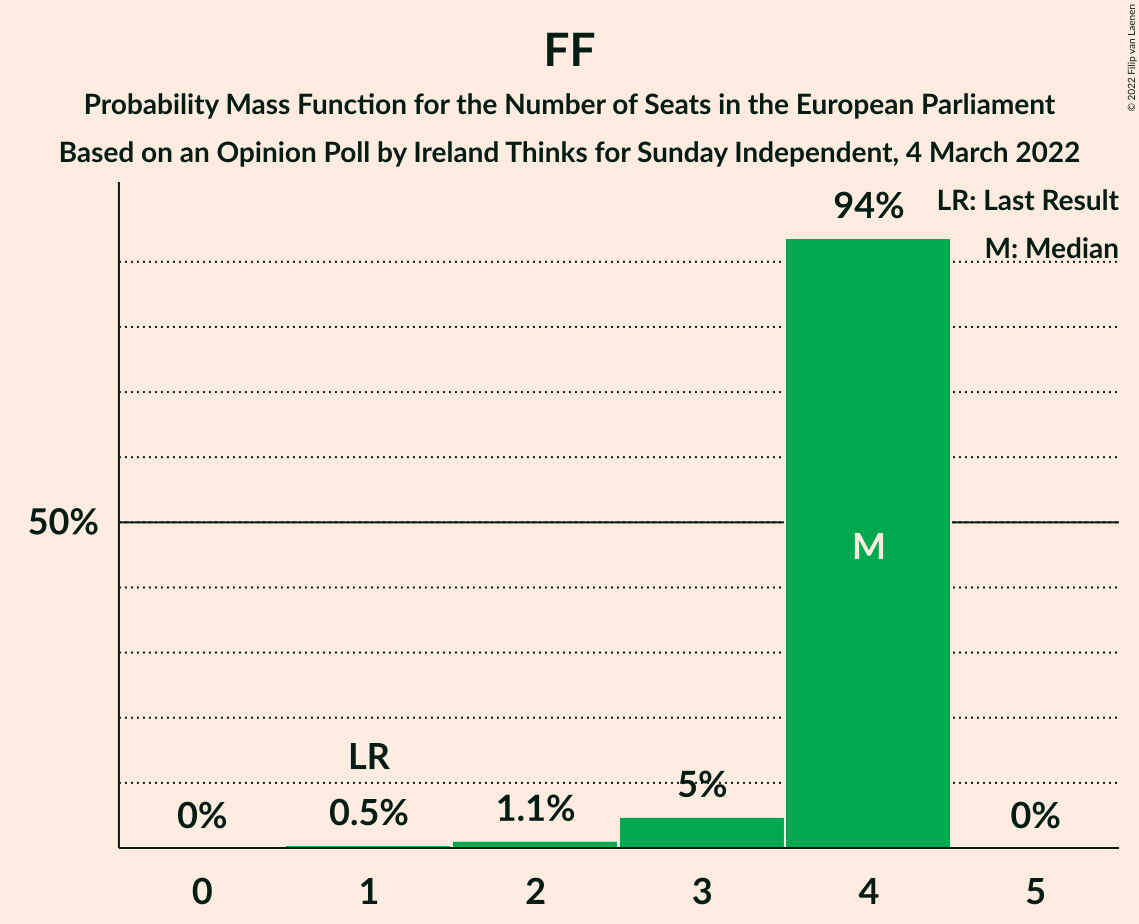 FF
Probability Mass Function for the Number of Seats in the European Parliament
Based on an Opinion Poll by Ireland Thinks for Sunday Independent, 4 March 2022
© 2022 Filip van Laenen
LR: Last Result
M: Median
94%
50%
M
LR
0%
0.5%
1.1%
5%
0%
0 1 2 3 4 5